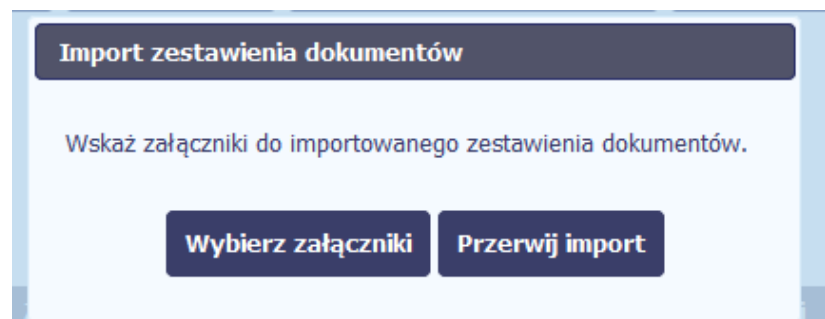 Import zestawienia dokumentów
Wskaż załączniki do importowanego zestawienia dokumentów.
Wybierz załączniki Przerwij import